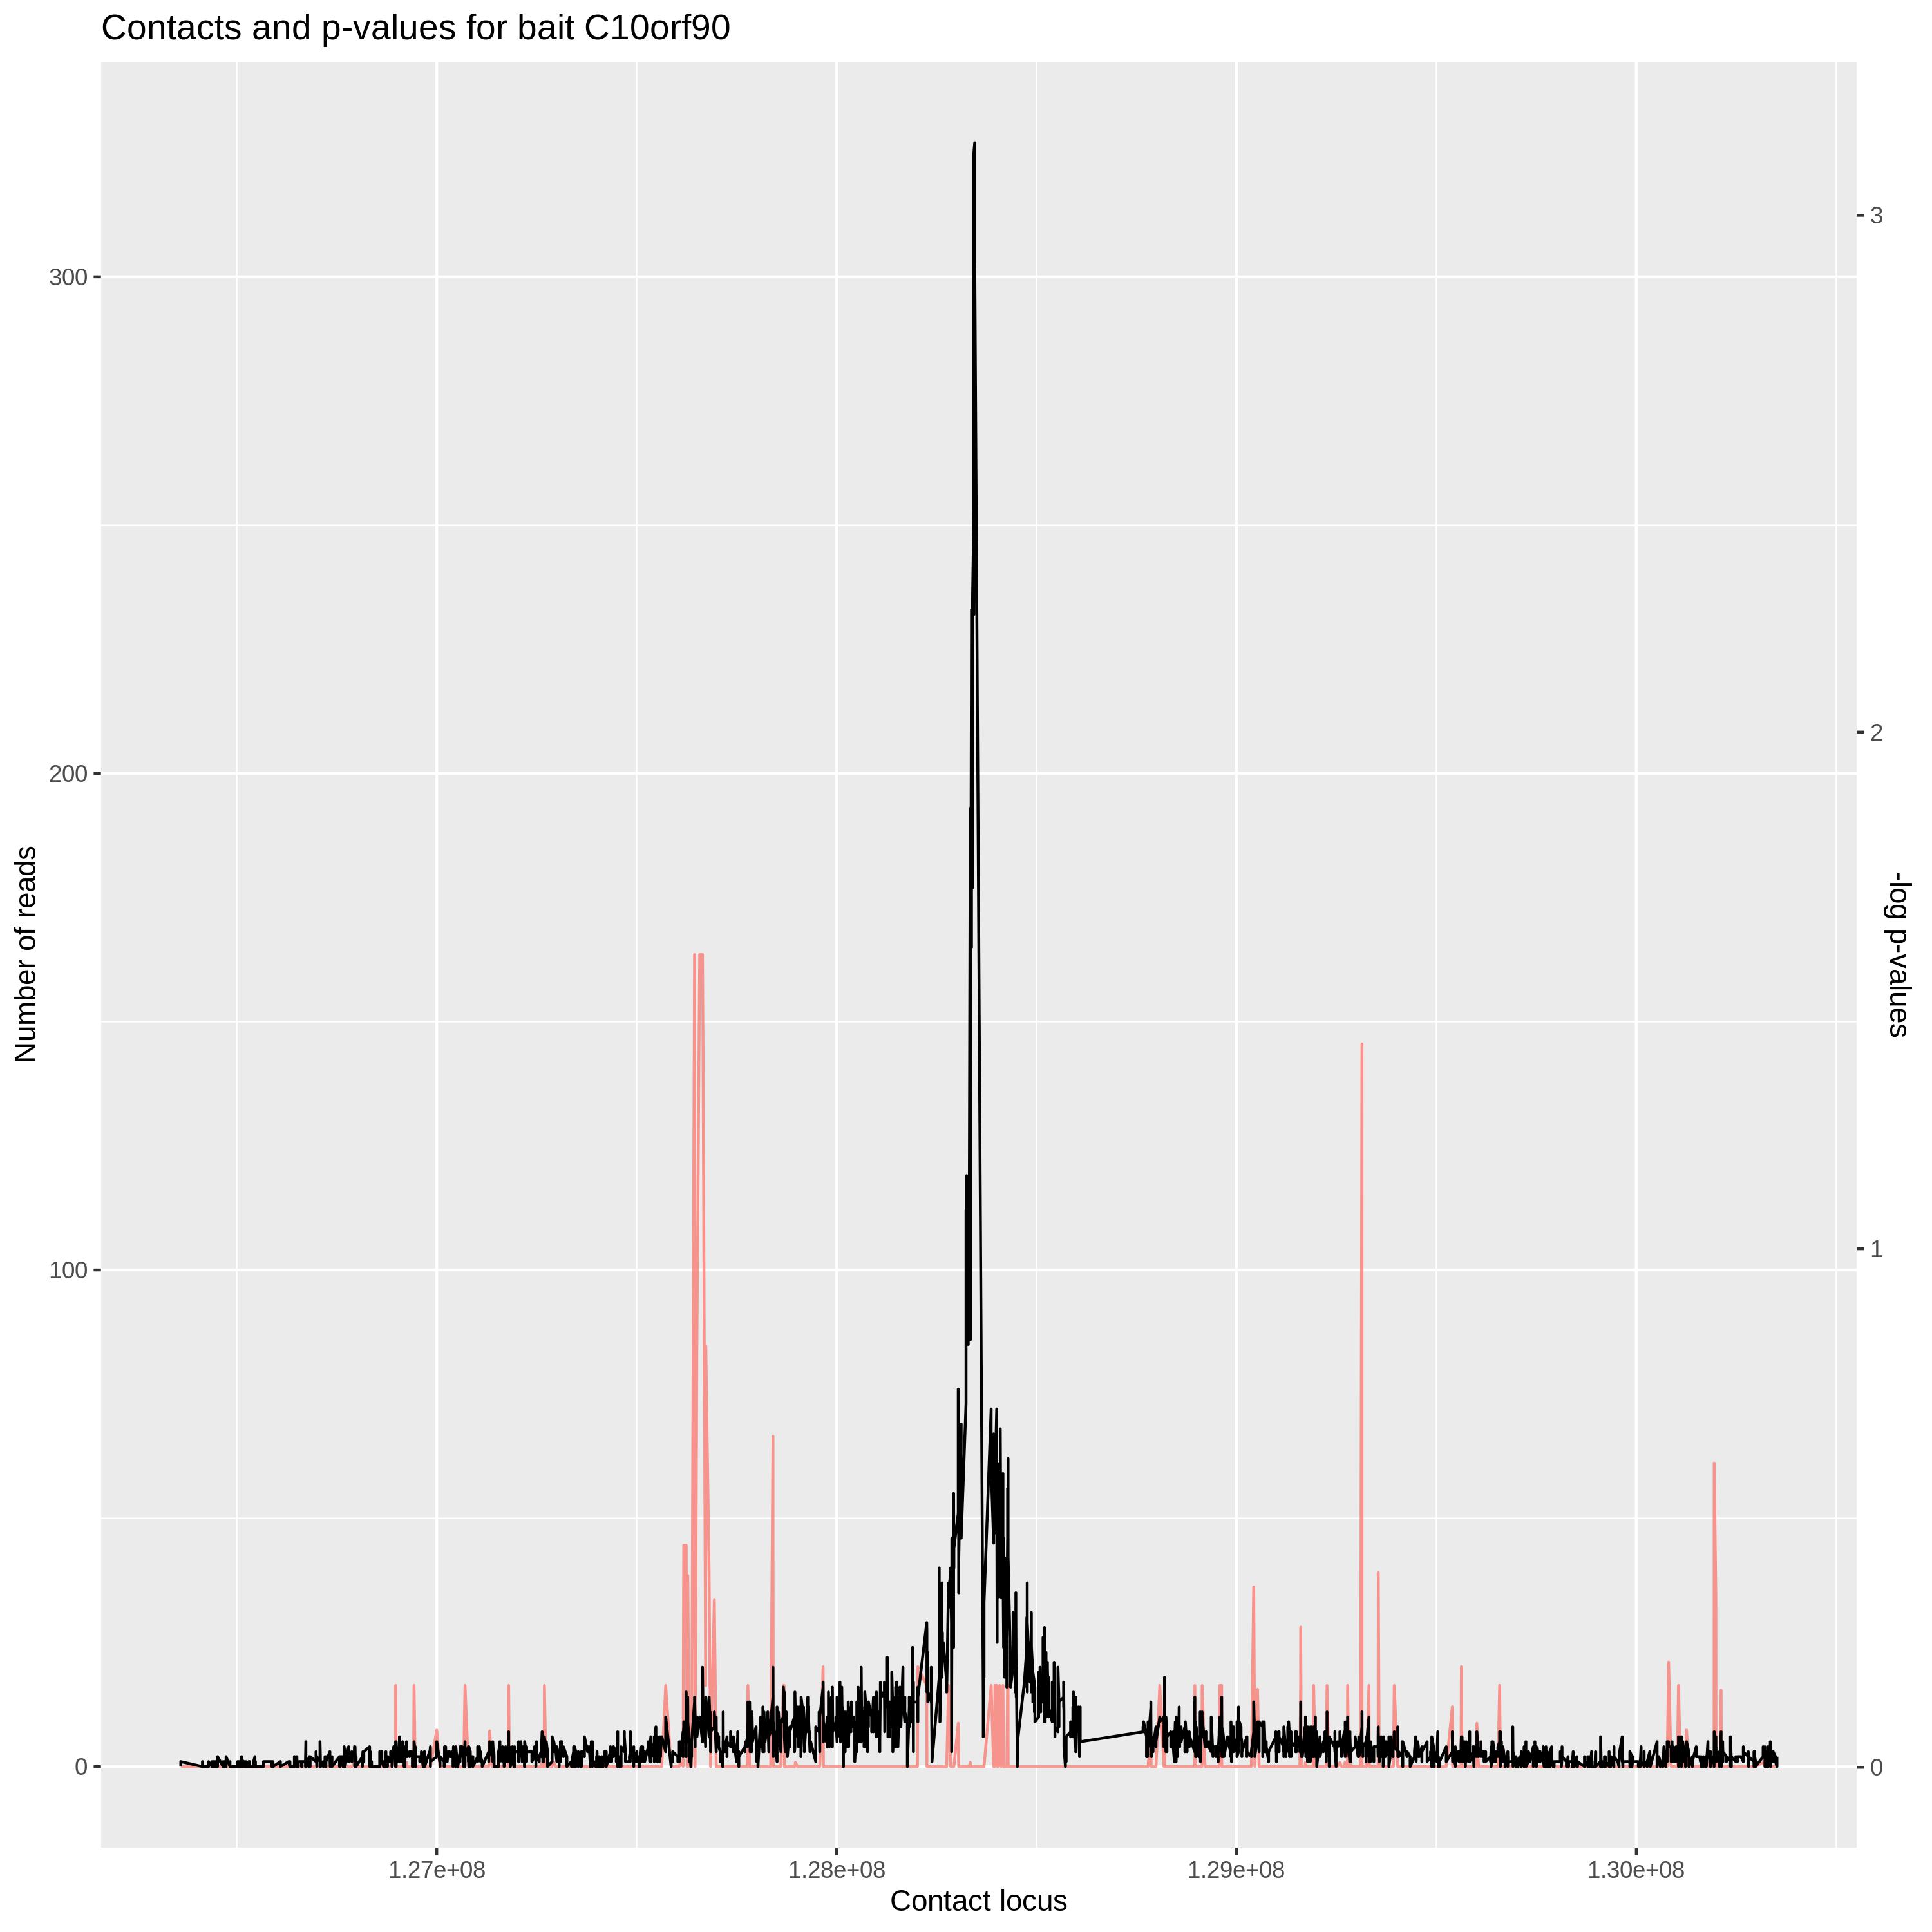 Contacts and p-values for bait C10orf90
300
200
100
0
Number of reads
3
2
1
0
-log p-values
1.27e+08 1.28e+08 1.29e+08 1.30e+08
Contact locus